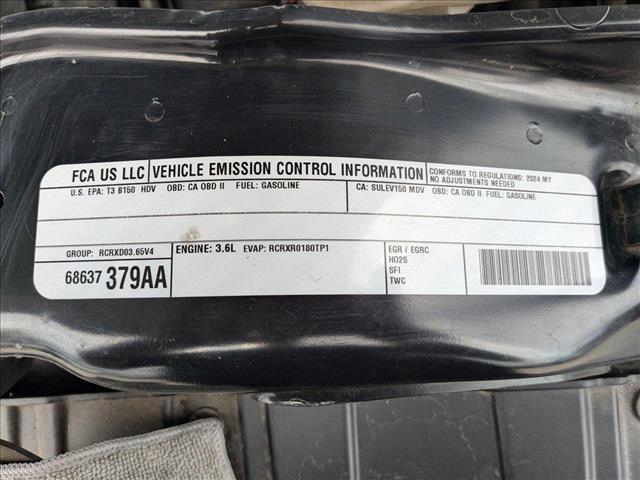 FCA US LLC VEHICLE EMISSION CONTROL INFORMATION CONFORMS TO REGULATIONS: 2024 MY
NO ADJUSTMENTS NEEDED
U.S. EPA: T3 B150 HDV OBD: CA OBD II FUEL: GASOLINE CA: SULEV150 MDV OBD: CA OBD II FUEL: GASOLINE
GROUP: RCRXD03.65V4 ENGINE: 3.6L EVAP: RCRXR0180TP1 EGR / EGRC
HO2S
SFI
TWC
68637 379AA